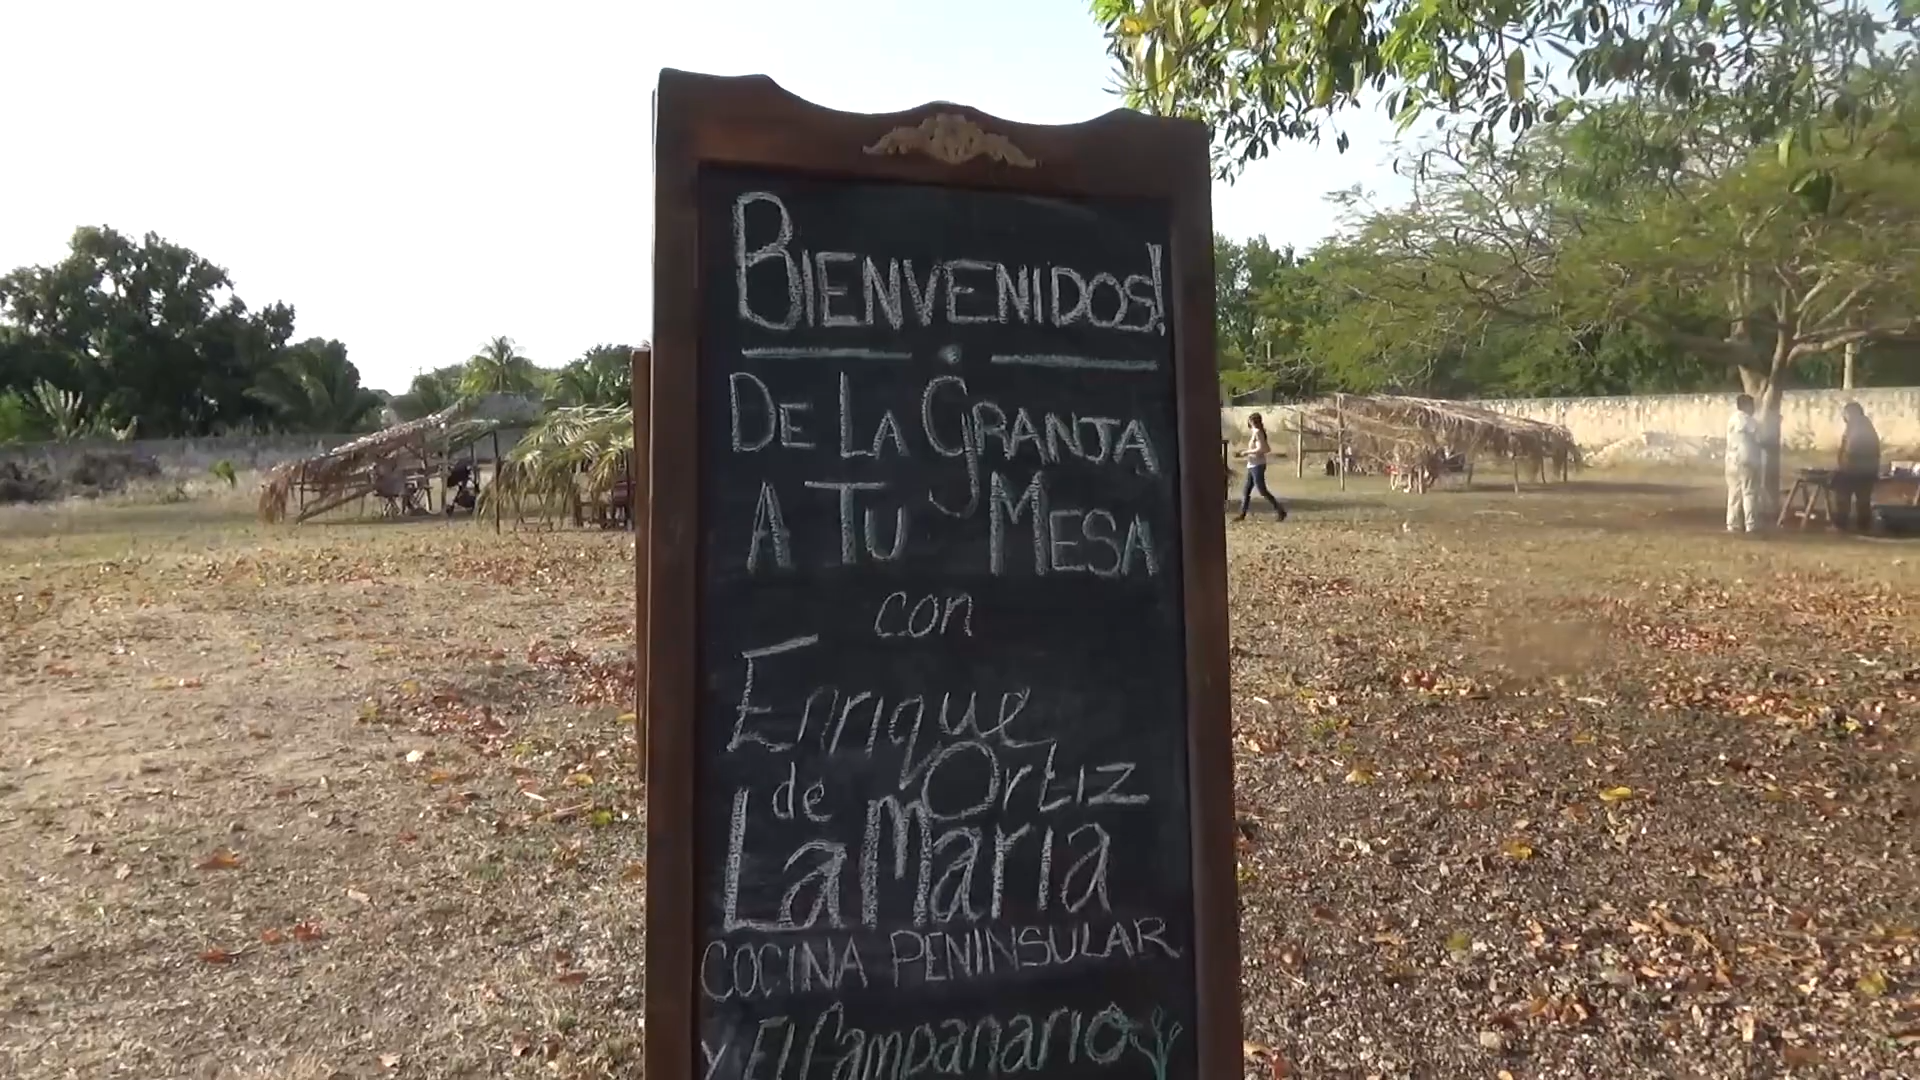 BIENVENIDOS!
DE LA GRANJA
A TU MESA
con
Enrique
de Ortiz
La Maria
COCINA PENINSULAR
y El Campanario